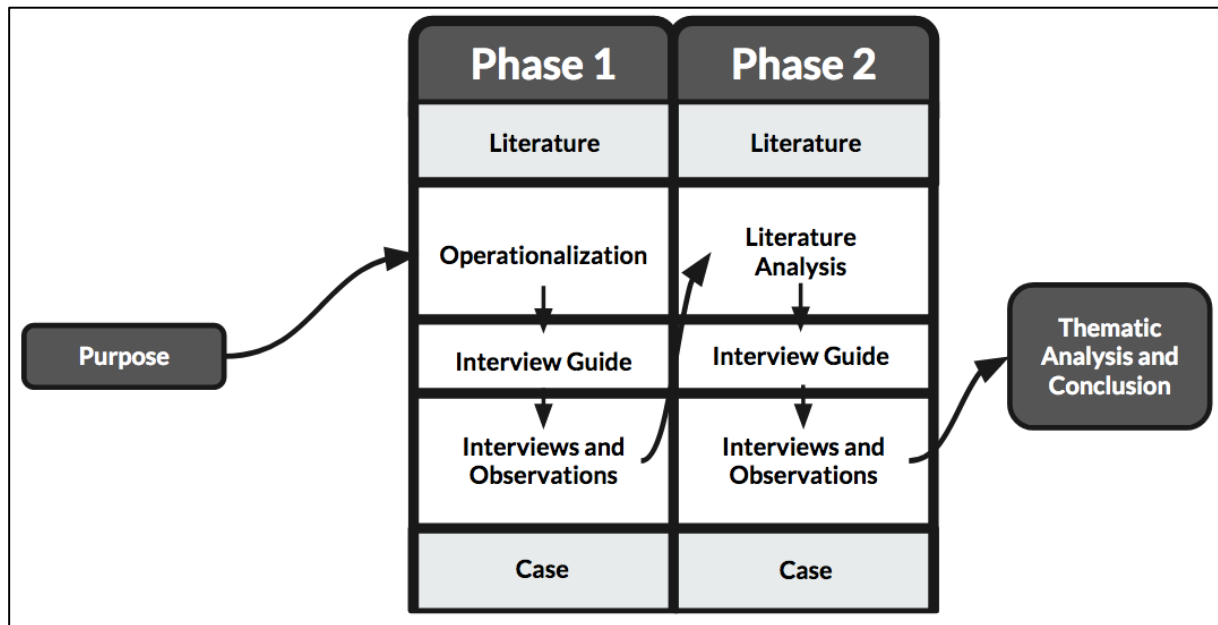 Phase 1
Phase 2
Literature
Literature
Operationalization
Literature
Analysis
Purpose
Interview Guide
Interview Guide
Thematic
Analysis and
Conclusion
Interviews and
Observations
Interviews and
Observations
Case
Case